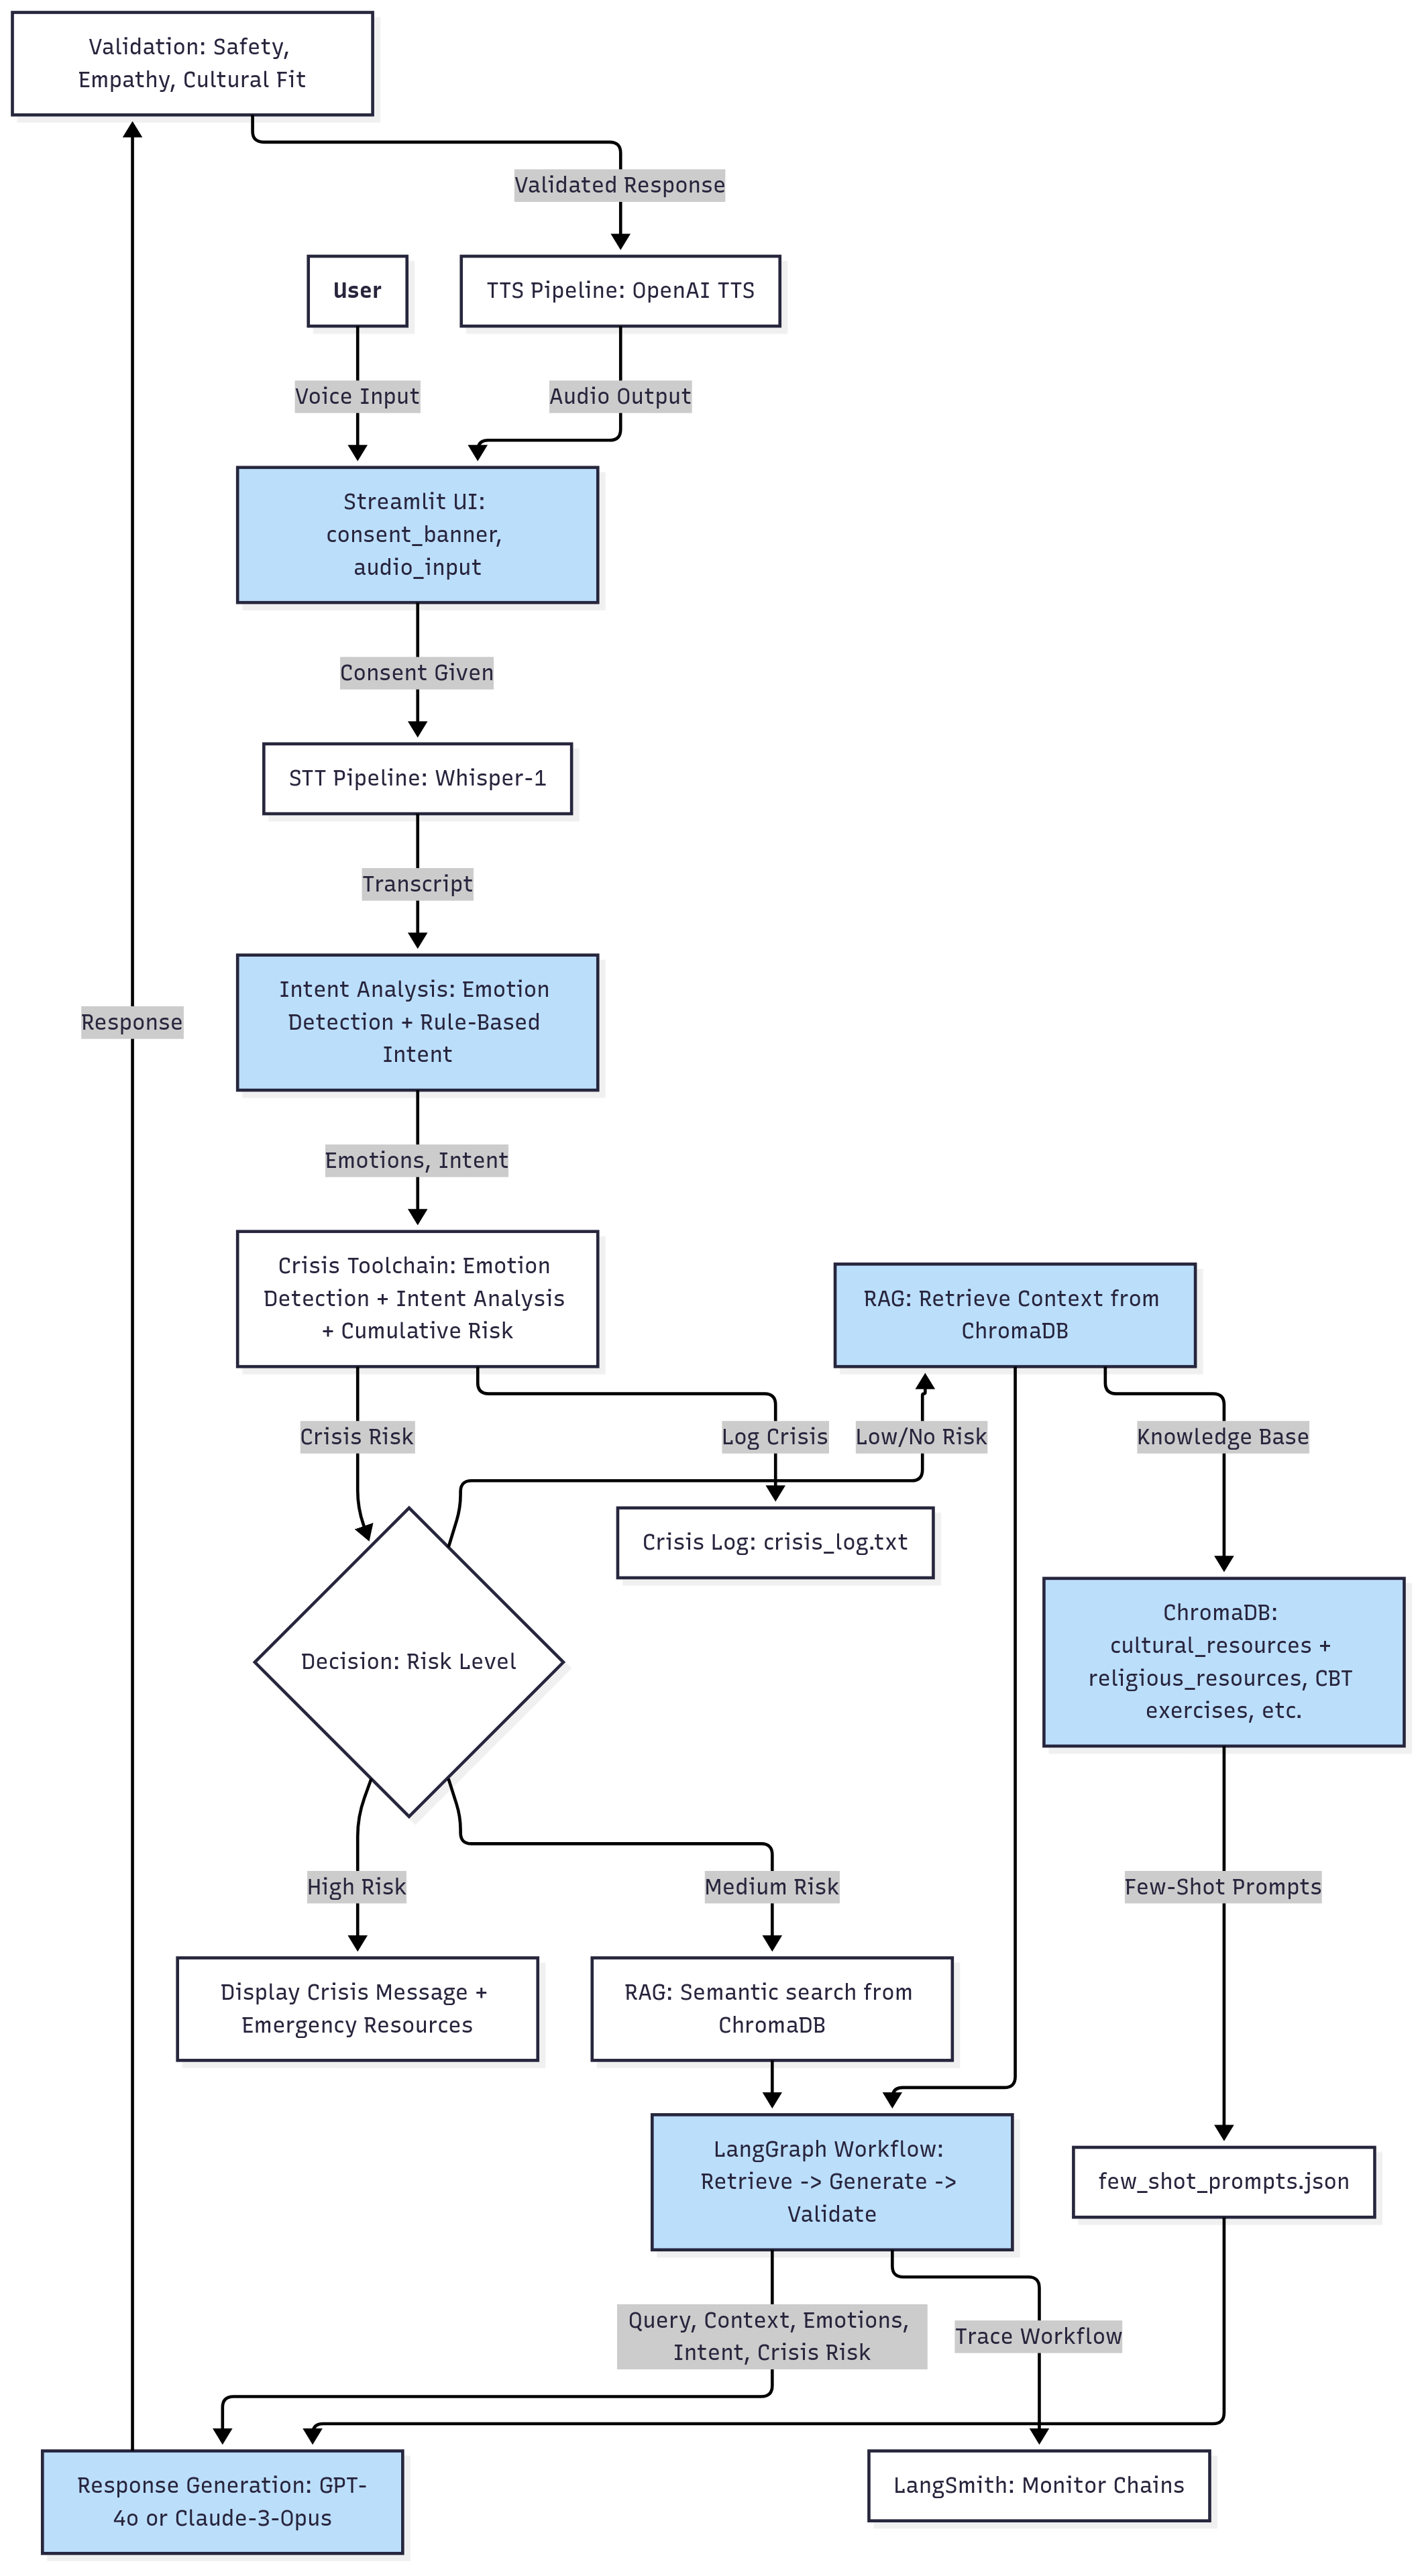 Validation: Safety,
Empathy, Cultural Fit
Validated Response
User
TTS Pipeline: OpenAI TTS
Voice Input
Audio Output
Streamlit UI:
consent_banner,
audio_input
Consent Given
STT Pipeline: Whisper-1
Transcript
Intent Analysis: Emotion
Detection + Rule-Based
Intent
Response
Emotions, Intent
Crisis Toolchain: Emotion
Detection + Intent Analysis
+ Cumulative Risk
RAG: Retrieve Context from
ChromaDB
Crisis Risk
Log Crisis
Low/No Risk
Knowledge Base
Crisis Log: crisis_log.txt
Decision: Risk Level
ChromaDB:
cultural_resources +
religious_resources, CBT
exercises, etc.
High Risk
Medium Risk
Few-Shot Prompts
Display Crisis Message +
Emergency Resources
RAG: Semantic search from
ChromaDB
LangGraph Workflow:
Retrieve -> Generate ->
Validate
few_shot_prompts.json
Query, Context, Emotions,
Intent, Crisis Risk
Trace Workflow
Response Generation: GPT-
4o or Claude-3-Opus
LangSmith: Monitor Chains